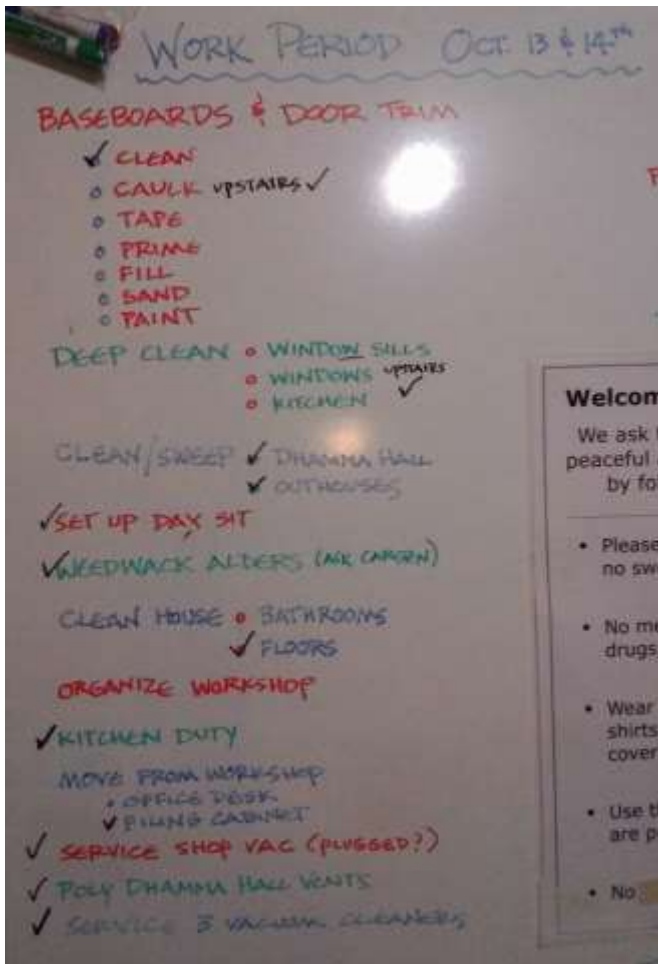 WORK PERIOD OCT. 13 & 14TH
BASEBOARDS & DOOR TRIM
✓ CLEAN
○ CAULK UPSTAIRS ✓
○ TAPE
○ PRIME
○ FILL
○ SAND
○ PAINT
DEEP CLEAN ○ WINDOW SILLS
○ WINDOWS UPSTAIRS ✓
○ KITCHEN
CLEAN/SWEEP ✓ DHAMMA HALL
✓ OUTHOUSES
✓ SET UP DAY SIT
✓ WEEDWACK ALDERS (ASK)
CLEAN HOUSE ○ BATHROOMS
✓ FLOORS
ORGANIZE WORKSHOP
✓ KITCHEN DUTY
MOVE FROM WORKSHOP
• OFFICE DESK
✓ FILING CABINET
✓ SERVICE SHOP VAC (PLUGGED?)
✓ POLY DHAMMA HALL VENTS
✓ SERVICE 3 VACUUM CLEANERS
Welcom
We ask
peaceful
by fo
• Please
no sw
• No me
drugs
• Wear
shirts
cover
• Use t
are p
• No